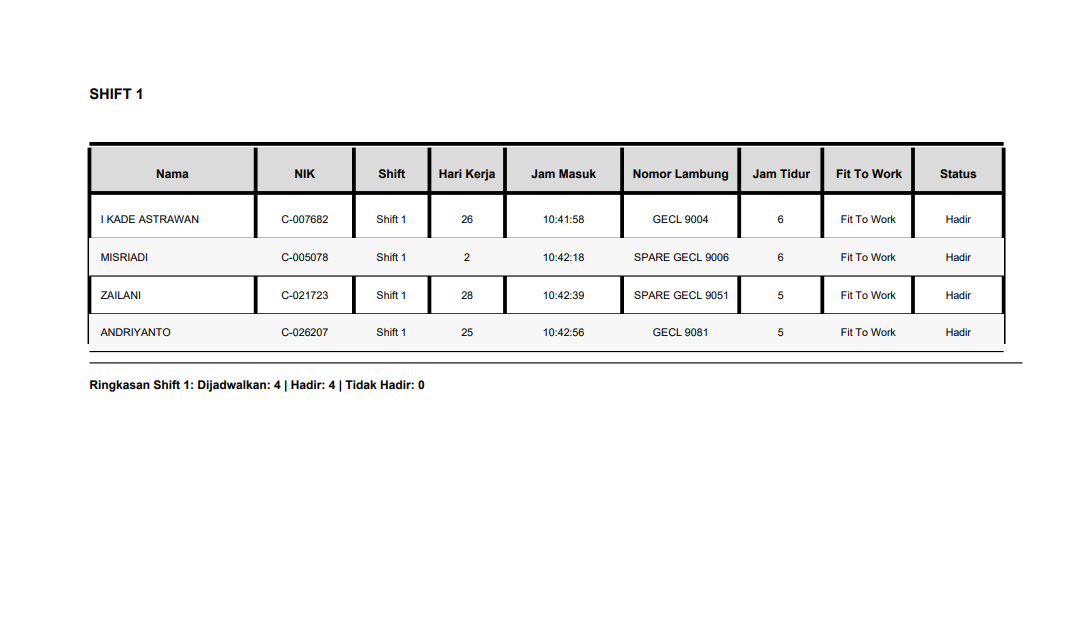 SHIFT 1
Nama NIK Shift Hari Kerja Jam Masuk Nomor Lambung Jam Tidur Fit To Work Status
I KADE ASTRAWAN C-007682 Shift 1 26 10:41:58 GECL 9004 6 Fit To Work Hadir
MISRIADI C-005078 Shift 1 2 10:42:18 SPARE GECL 9006 6 Fit To Work Hadir
ZAILANI C-021723 Shift 1 28 10:42:39 SPARE GECL 9051 5 Fit To Work Hadir
ANDRIYANTO C-026207 Shift 1 25 10:42:56 GECL 9081 5 Fit To Work Hadir
Ringkasan Shift 1: Dijadwalkan: 4 | Hadir: 4 | Tidak Hadir: 0